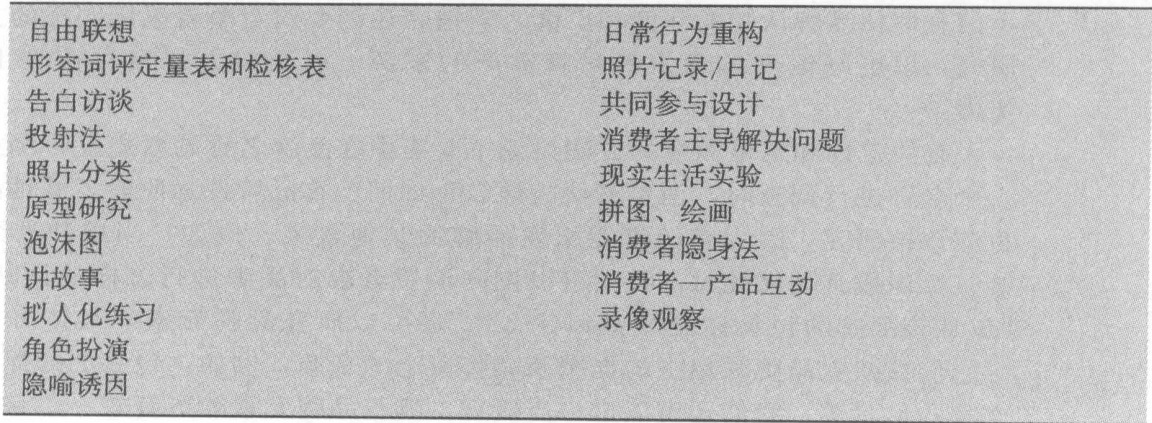 自由联想
形容词评定量表和检核表
告白访谈
投射法
照片分类
原型研究
泡沫图
讲故事
拟人化练习
角色扮演
隐喻诱因
日常行为重构
照片记录/日记
共同参与设计
消费者主导解决问题
现实生活实验
拼图、绘画
消费者隐身法
消费者—产品互动
录像观察